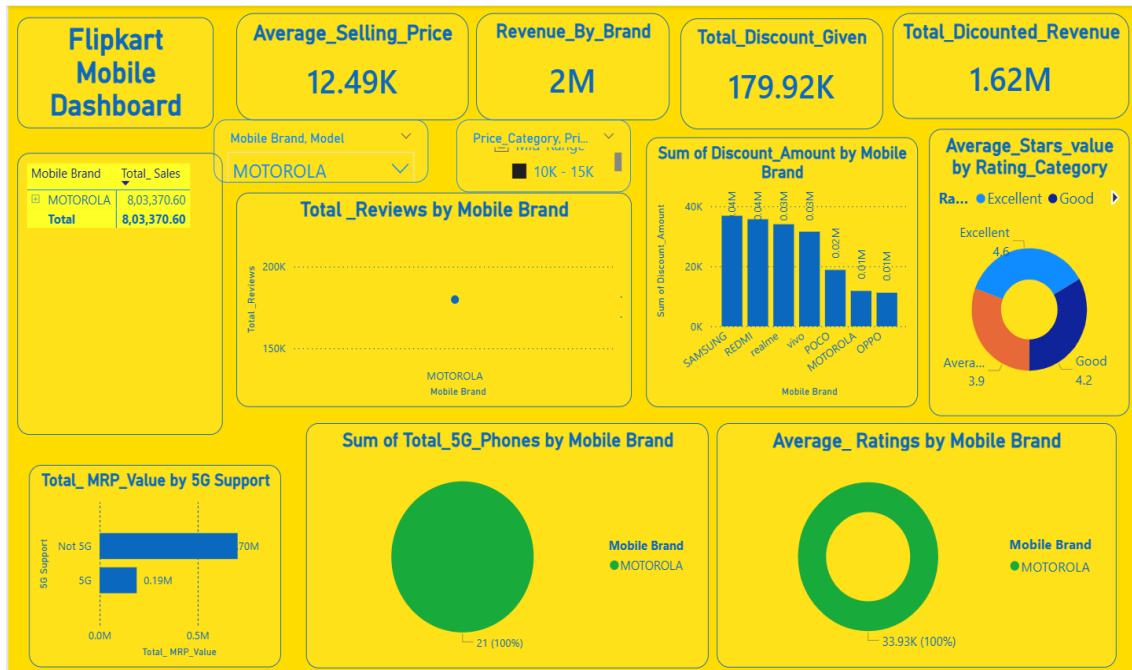 Flipkart
Mobile
Dashboard
Average_Selling_Price
12.49K
Revenue_By_Brand
2M
Total_Discount_Given
179.92K
Total_Dicounted_Revenue
1.62M
Mobile Brand, Model
MOTOROLA
Price_Category, Pri...
Mid-Range
10K - 15K
Mobile Brand Total_ Sales
MOTOROLA 8,03,370.60
Total 8,03,370.60
Total _Reviews by Mobile Brand
Total _Reviews
200K
150K
MOTOROLA
Mobile Brand
Sum of Discount_Amount by Mobile
Brand
Sum of Discount_Amount
40K
20K
0K
0.04M
0.04M
0.03M
0.03M
0.02M
0.01M
0.01M
SAMSUNG
REDMI
realme
vivo
POCO
MOTOROLA
OPPO
Mobile Brand
Average_Stars_value
by Rating_Category
Ra... Excellent Good
Excellent
4.6
Avera...
3.9
Good
4.2
Total_ MRP_Value by 5G Support
5G Support
Not 5G
70M
5G
0.19M
0.0M 0.5M
Total_ MRP_Value
Sum of Total_5G_Phones by Mobile Brand
Mobile Brand
MOTOROLA
21 (100%)
Average_ Ratings by Mobile Brand
Mobile Brand
MOTOROLA
33.93K (100%)